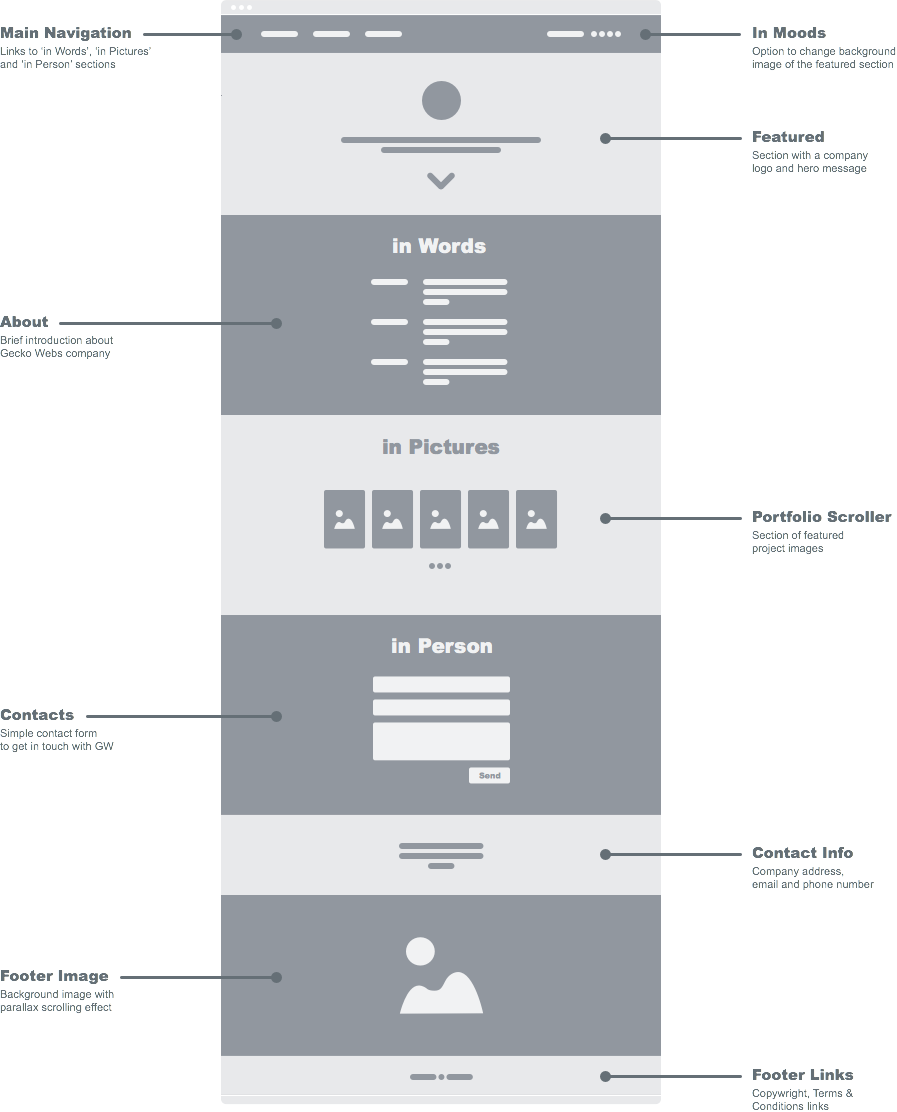 Main Navigation
Links to 'in Words', 'in Pictures'
and 'in Person' sections
In Moods
Option to change background
image of the featured section
Featured
Section with a company
logo and hero message
in Words
About
Brief introduction about
Gecko Webs company
in Pictures
Portfolio Scroller
Section of featured
project images
in Person
Contacts
Simple contact form
to get in touch with GW
Send
Contact Info
Company address,
email and phone number
Footer Image
Background image with
parallax scrolling effect
Footer Links
Copywright, Terms &
Conditions links